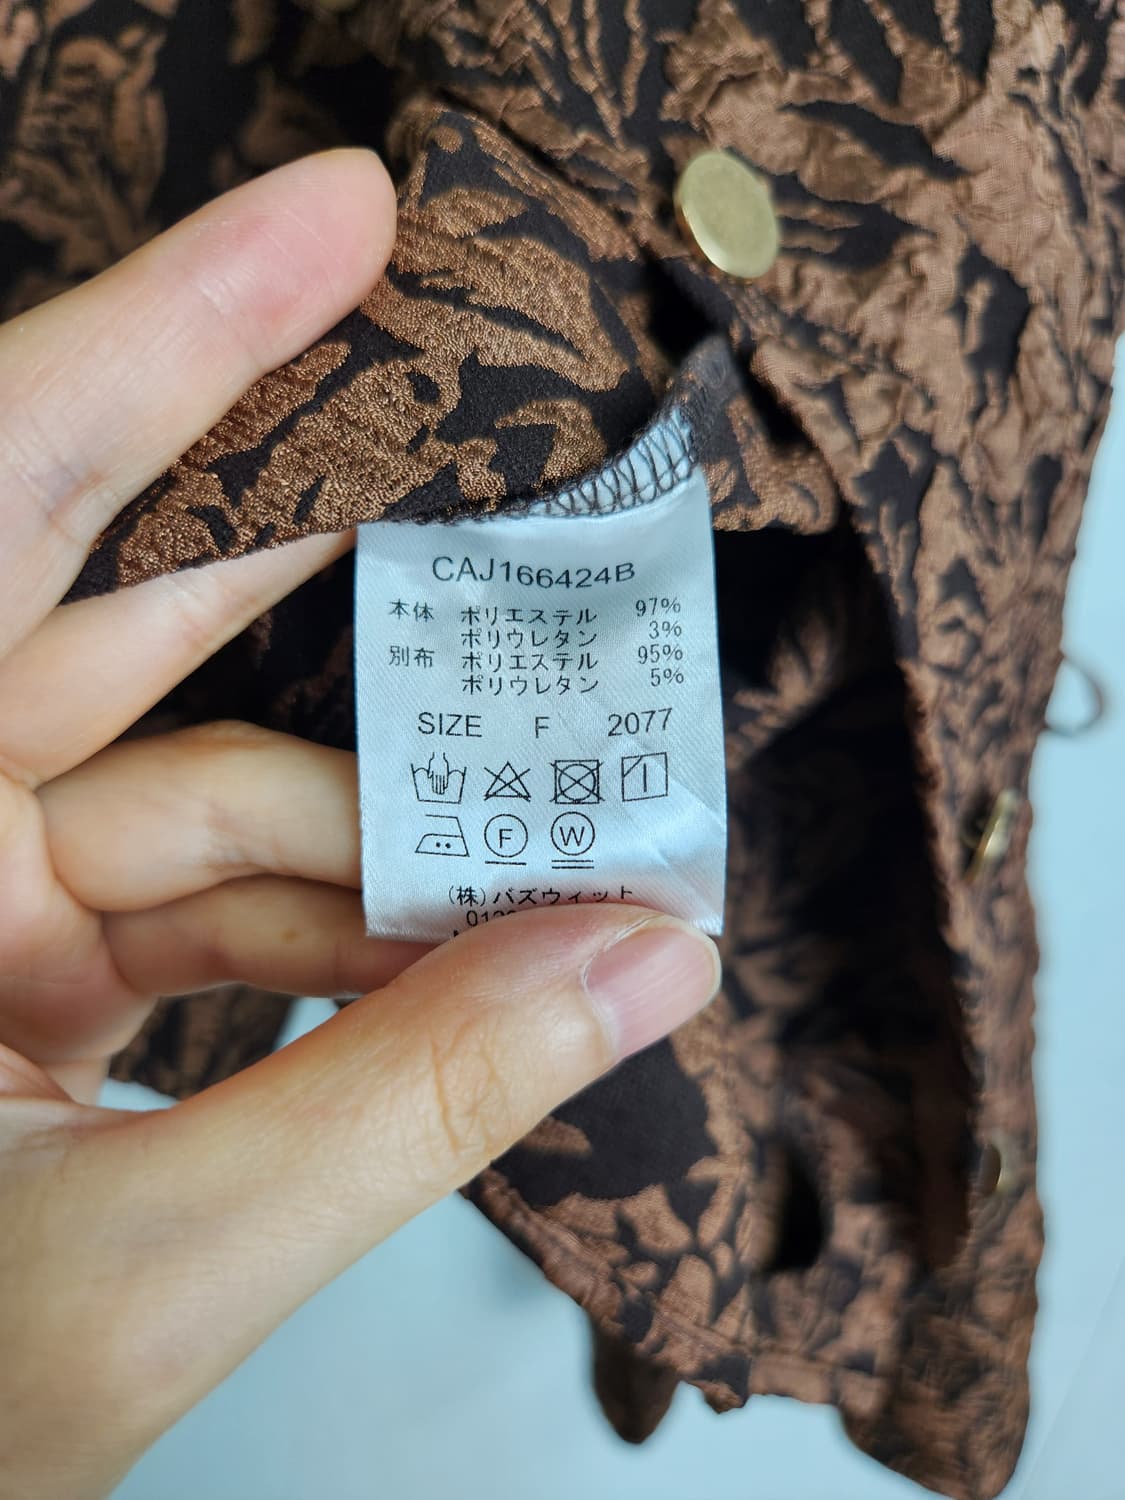 CAJ166424B
本体 ポリエステル 97%
ポリウレタン 3%
別布 ポリエステル 95%
ポリウレタン 5%
SIZE F 2077
F W
(株)バズウィット